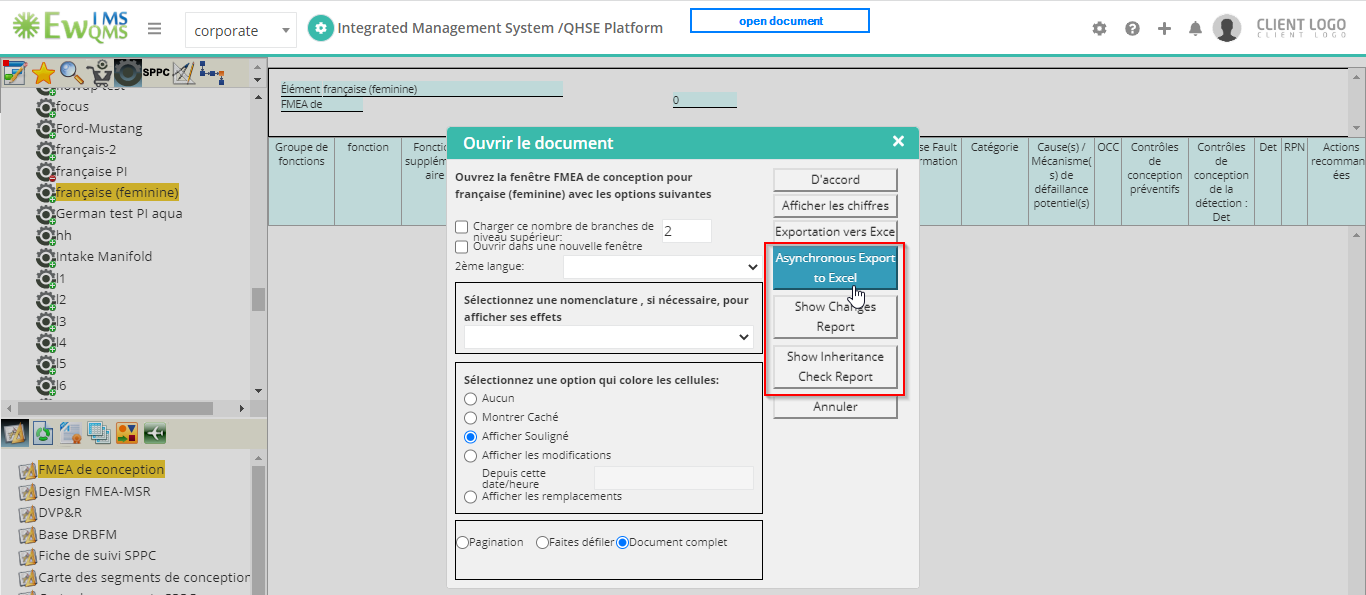 EwQMS IMS
corporate
Integrated Management System /QHSE Platform
open document
CLIENT LOGO
CLIENT LOGO
SPPC
focus
Ford-Mustang
français-2
française PI
française (feminine)
German test PI aqua
hh
Intake Manifold
l1
l2
l3
l4
l5
l6
FMEA de conception
Design FMEA-MSR
DVP&R
Base DRBFM
Fiche de suivi SPPC
Carte des segments de conception
Élément française (feminine)
FMEA de
0
Groupe de
fonctions
fonction
Fonctio
supplém
aire
se Fault
rmation
Catégorie
Cause(s) /
Mécanisme(
s) de
défaillance
potentiel(s)
OCC
Contrôles
de
conception
préventifs
Contrôles
de
conception
de la
détection :
Det
Det
RPN
Actions
recomman
ées
Ouvrir le document
×
Ouvrez la fenêtre FMEA de conception pour
française (feminine) avec les options suivantes
Charger ce nombre de branches de
niveau supérieur:
2
Ouvrir dans une nouvelle fenêtre
2ème langue:
Sélectionnez une nomenclature , si nécessaire, pour
afficher ses effets
Sélectionnez une option qui colore les cellules:
Aucun
Montrer Caché
Afficher Souligné
Afficher les modifications
Depuis cette
date/heure
Afficher les remplacements
Pagination
Faites défiler
Document complet
D'accord
Afficher les chiffres
Exportation vers Exce
Asynchronous Export
to Excel
Show Changes
Report
Show Inheritance
Check Report
Annuler